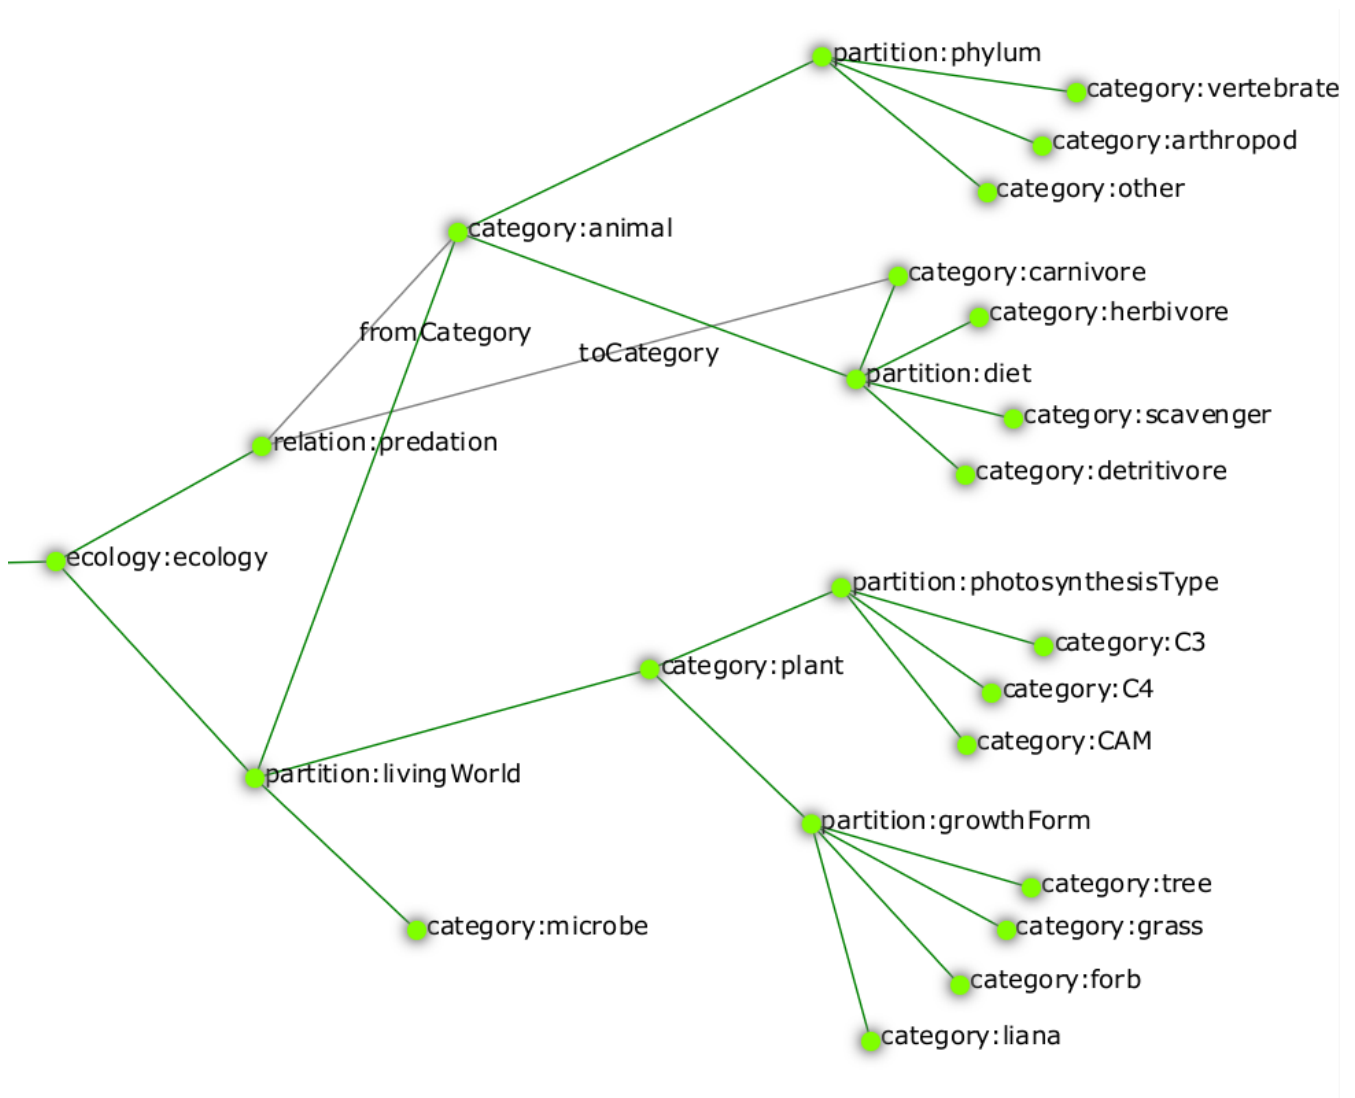 partition:phylum
category:vertebrate
category:arthropod
category:other
category:animal
category:carnivore
category:herbivore
fromCategory
toCategory
partition:diet
category:scavenger
relation:predation
category:detritivore
ecology:ecology
partition:photosynthesisType
category:C3
category:plant
category:C4
category:CAM
partition:livingWorld
partition:growthForm
category:tree
category:grass
category:microbe
category:forb
category:liana